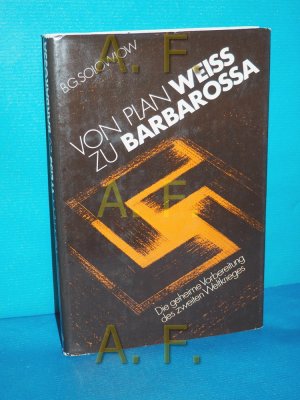 B.G. SOLOWJOW
VON PLAN WEISS
ZU BARBAROSSA
Die geheime Vorbereitung
des zweiten Weltkrieges
A. F.
A. F.
A. F.
A. F.